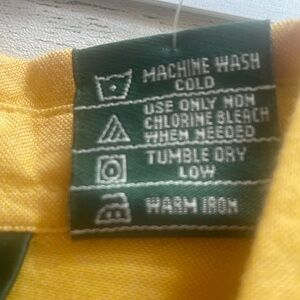 MACHINE WASH
COLD
USE ONLY NON
CHLORINE BLEACH
WHEN NEEDED
TUMBLE DRY
LOW
WARM IRON